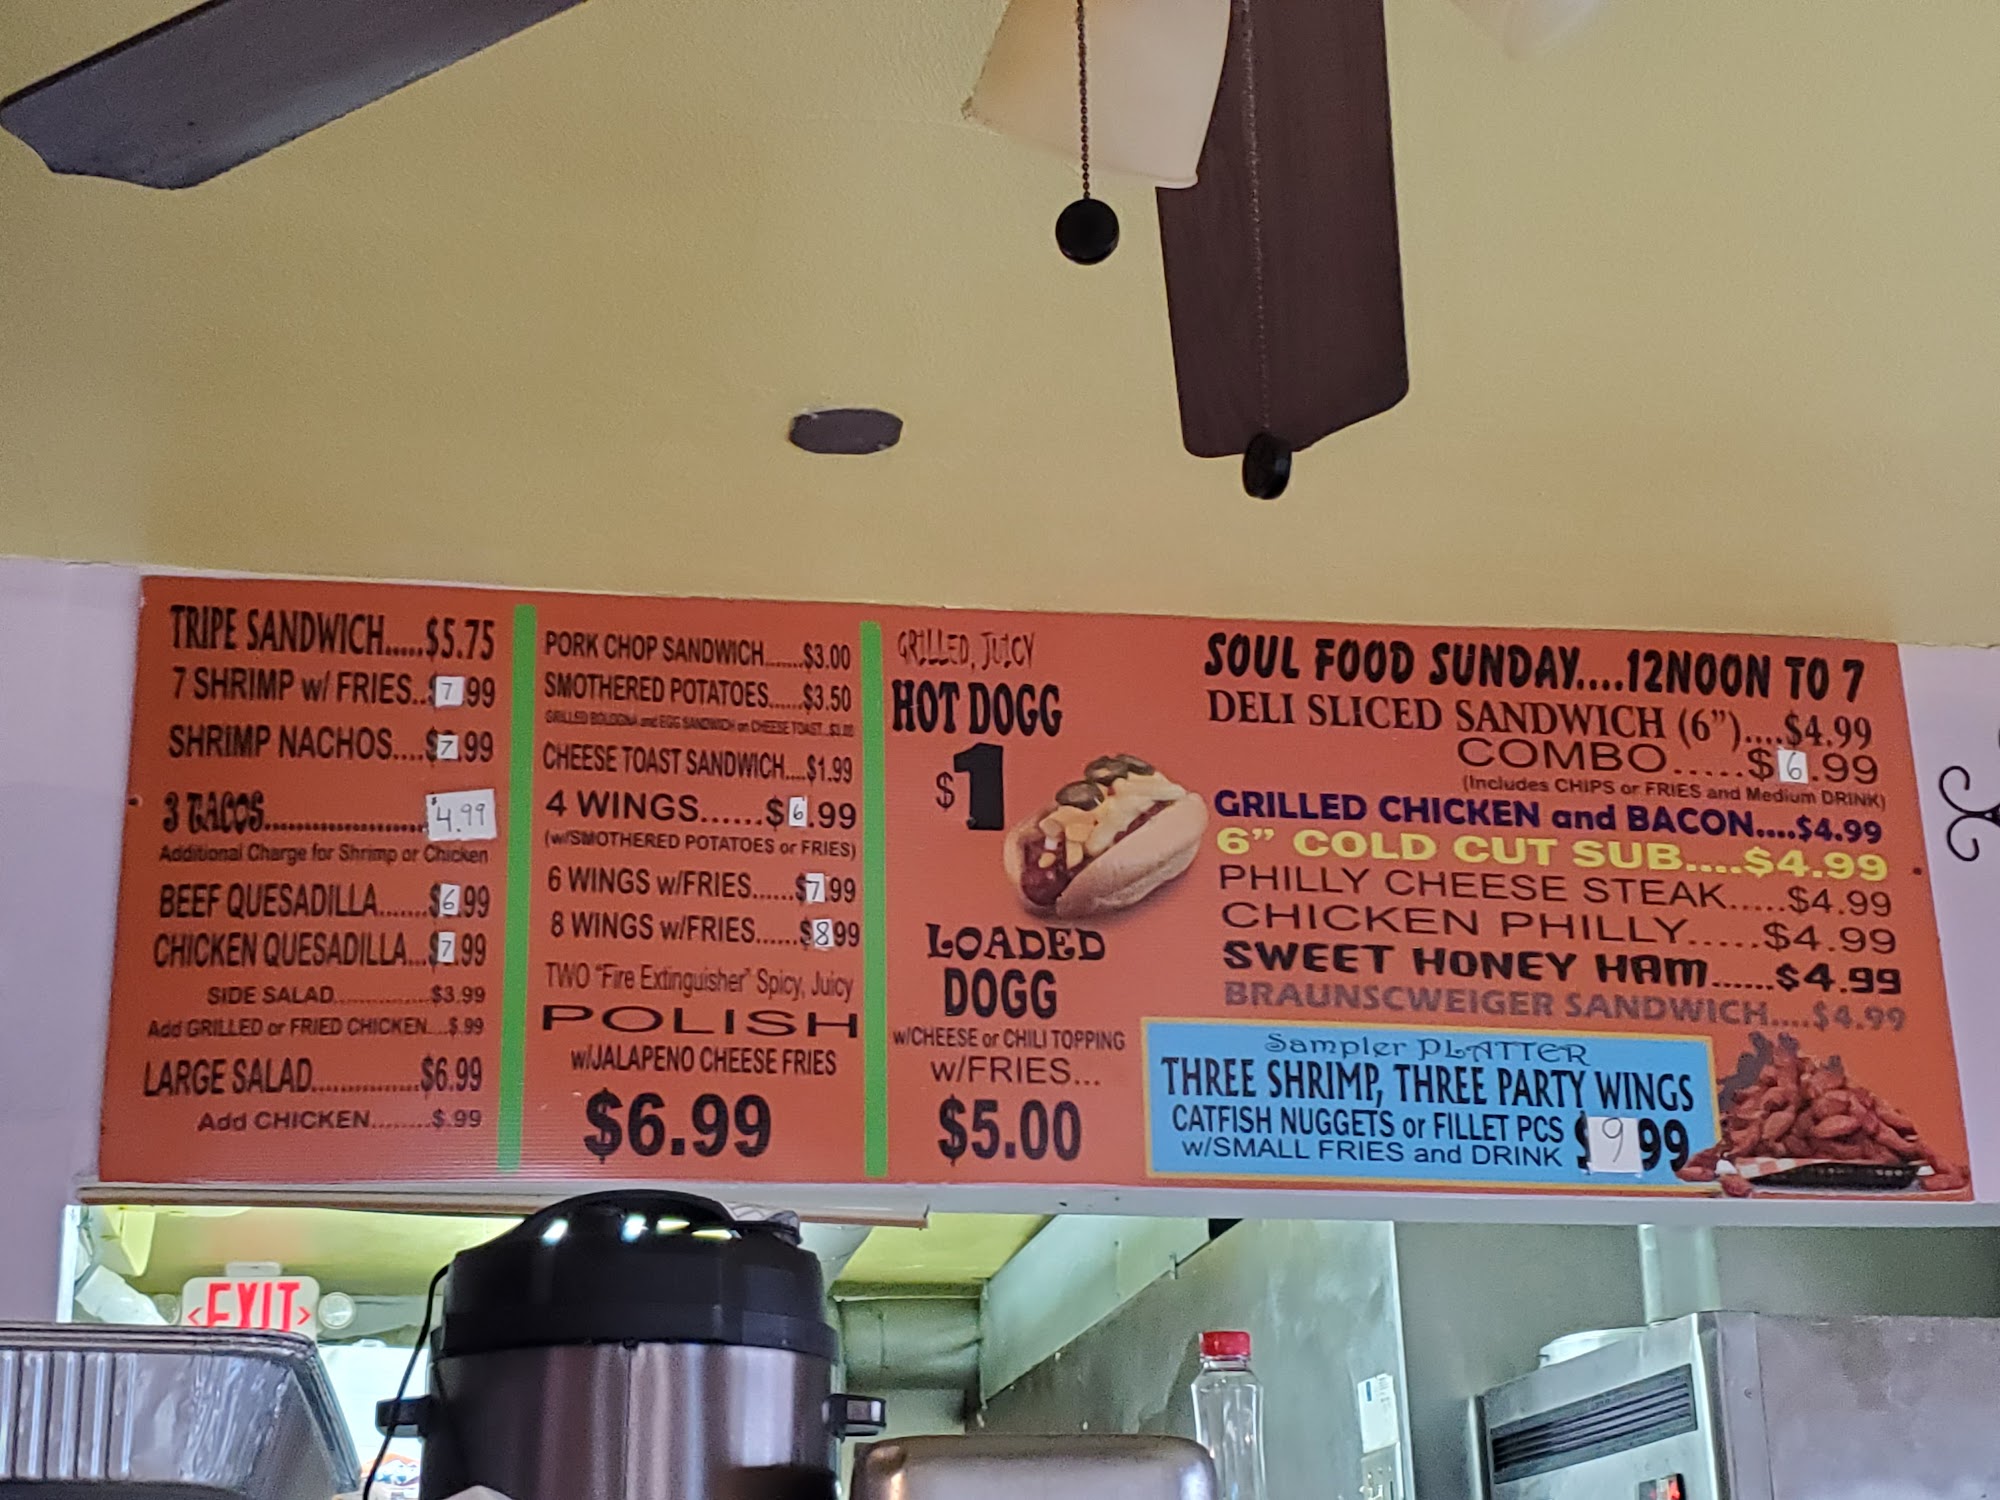 TRIPE SANDWICH.....$5.75
7 SHRIMP w/ FRIES..$7.99
SHRIMP NACHOS....$7.99
3 TACOS........................$4.99
Additional Charge for Shrimp or Chicken
BEEF QUESADILLA.......$6.99
CHICKEN QUESADILLA...$7.99
SIDE SALAD..............$3.99
Add GRILLED or FRIED CHICKEN....$.99
LARGE SALAD...............$6.99
Add CHICKEN........$.99
PORK CHOP SANDWICH.......$3.00
SMOTHERED POTATOES......$3.50
GRILLED BOLOGNA and EGG SANDWICH on CHEESE TOAST
CHEESE TOAST SANDWICH....$1.99
4 WINGS......$6.99
(w/SMOTHERED POTATOES or FRIES)
6 WINGS w/FRIES......$7.99
8 WINGS w/FRIES......$8.99
TWO "Fire Extinguisher" Spicy, Juicy
POLISH
w/JALAPENO CHEESE FRIES
$6.99
GRILLED, JUICY
HOT DOGG
$1
LOADED
DOGG
w/CHEESE or CHILI TOPPING
w/FRIES...
$5.00
SOUL FOOD SUNDAY....12NOON TO 7
DELI SLICED SANDWICH (6")....$4.99
COMBO.....$6.99
(Includes CHIPS or FRIES and Medium DRINK)
GRILLED CHICKEN and BACON....$4.99
6" COLD CUT SUB....$4.99
PHILLY CHEESE STEAK.....$4.99
CHICKEN PHILLY.....$4.99
SWEET HONEY HAM......$4.99
BRAUNSCWEIGER SANDWICH....$4.99
Sampler PLATTER
THREE SHRIMP, THREE PARTY WINGS
CATFISH NUGGETS or FILLET PCS
w/SMALL FRIES and DRINK $9.99
EXIT